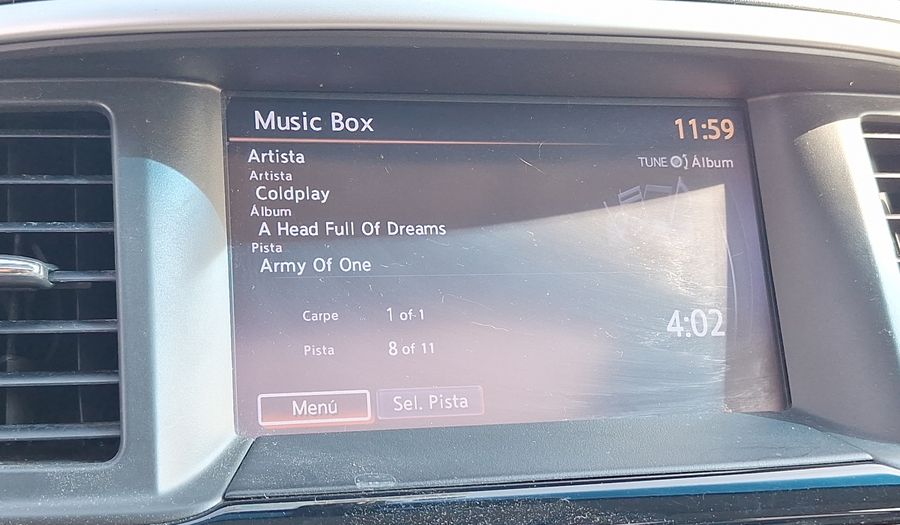 Music Box
11:59
Artista
TUNE Álbum
Artista
Coldplay
Álbum
A Head Full Of Dreams
Pista
Army Of One
Carpe 1 of 1
4:02
Pista 8 of 11
Menú Sel. Pista